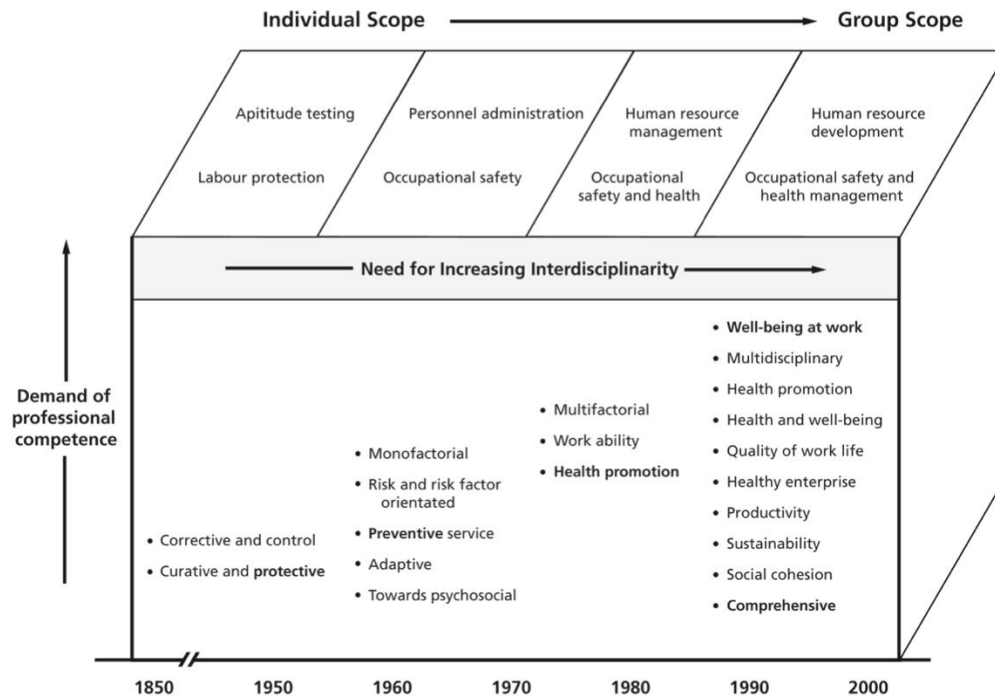 Individual Scope
Group Scope
Apititude testing
Personnel administration
Human resource
management
Human resource
development
Labour protection
Occupational safety
Occupational
safety and health
Occupational safety and
health management
Need for Increasing Interdisciplinarity
Demand of
professional
competence
• Corrective and control
• Curative and protective
• Monofactorial
• Risk and risk factor
orientated
• Preventive service
• Adaptive
• Towards psychosocial
• Multifactorial
• Work ability
• Health promotion
• Well-being at work
• Multidisciplinary
• Health promotion
• Health and well-being
• Quality of work life
• Healthy enterprise
• Productivity
• Sustainability
• Social cohesion
• Comprehensive
1850 1950 1960 1970 1980 1990 2000